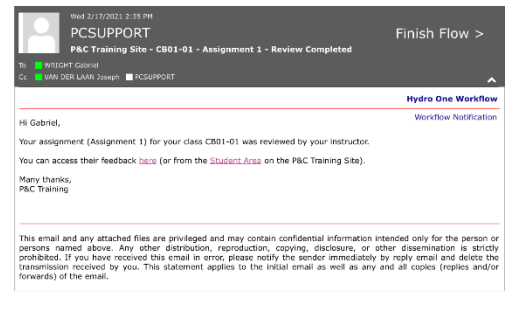 Wed 2/17/2021 2:35 PM
PCSUPPORT
Finish Flow >
P&C Training Site - CB01-01 - Assignment 1 - Review Completed
To WRIGHT Gabriel
Cc VAN DER LAAN Joseph PCSUPPORT
Hydro One Workflow
Workflow Notification
Hi Gabriel,
Your assignment (Assignment 1) for your class CB01-01 was reviewed by your instructor.
You can access their feedback here (or from the Student Area on the P&C Training Site).
Many thanks,
P&C Training
This email and any attached files are privileged and may contain confidential information intended only for the person or
persons named above. Any other distribution, reproduction, copying, disclosure, or other dissemination is strictly
prohibited. If you have received this email in error, please notify the sender immediately by reply email and delete the
transmission received by you. This statement applies to the initial email as well as any and all copies (replies and/or
forwards) of the email.